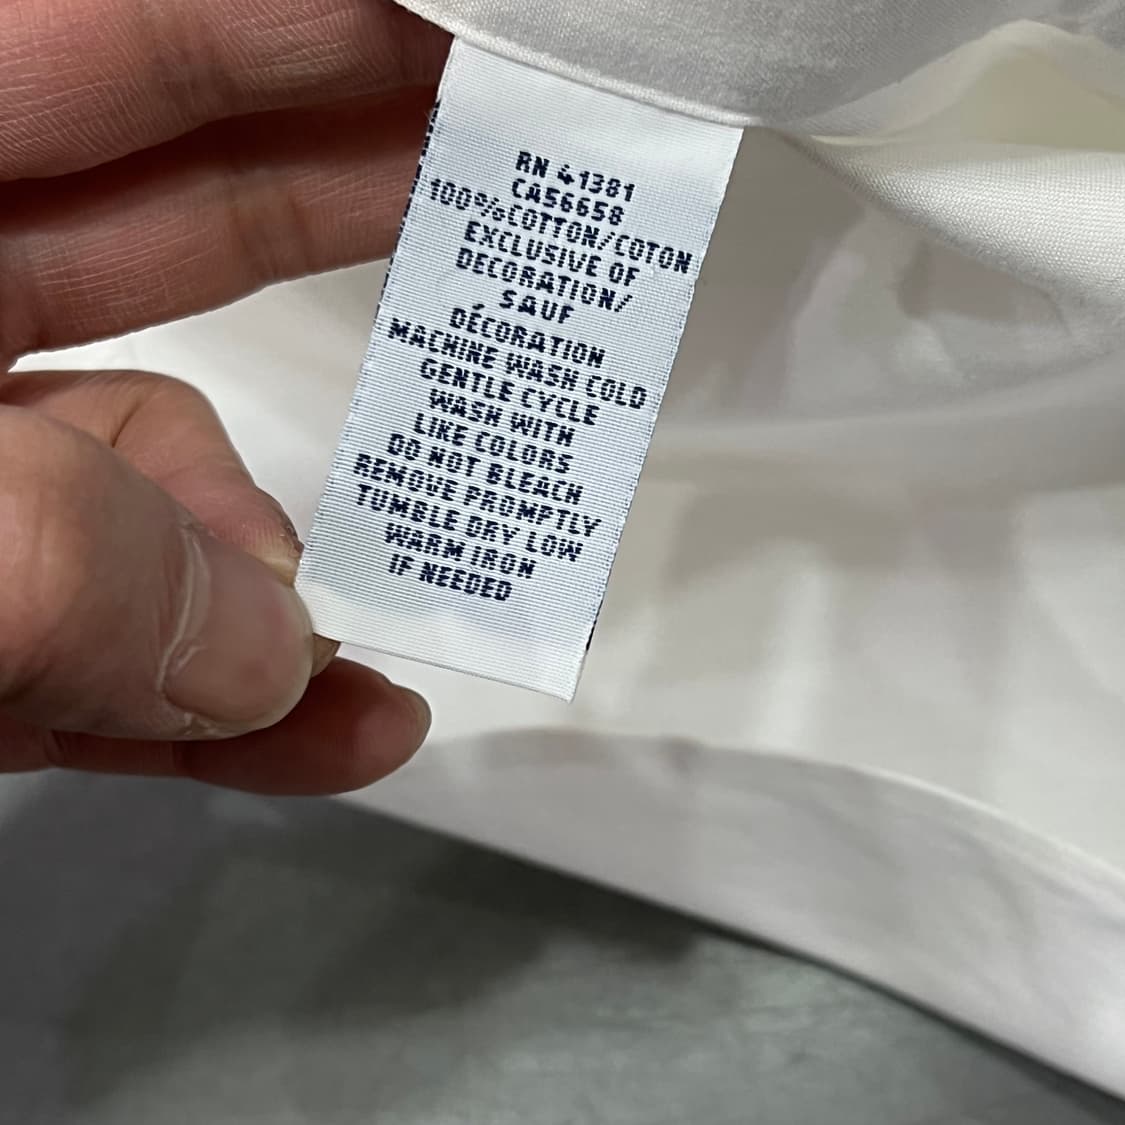 RN 41381
CA56658
100%COTTON/COTON
EXCLUSIVE OF
DECORATION/
SAUF
DÉCORATION
MACHINE WASH COLD
GENTLE CYCLE
WASH WITH
LIKE COLORS
DO NOT BLEACH
REMOVE PROMPTLY
TUMBLE DRY LOW
WARM IRON
IF NEEDED